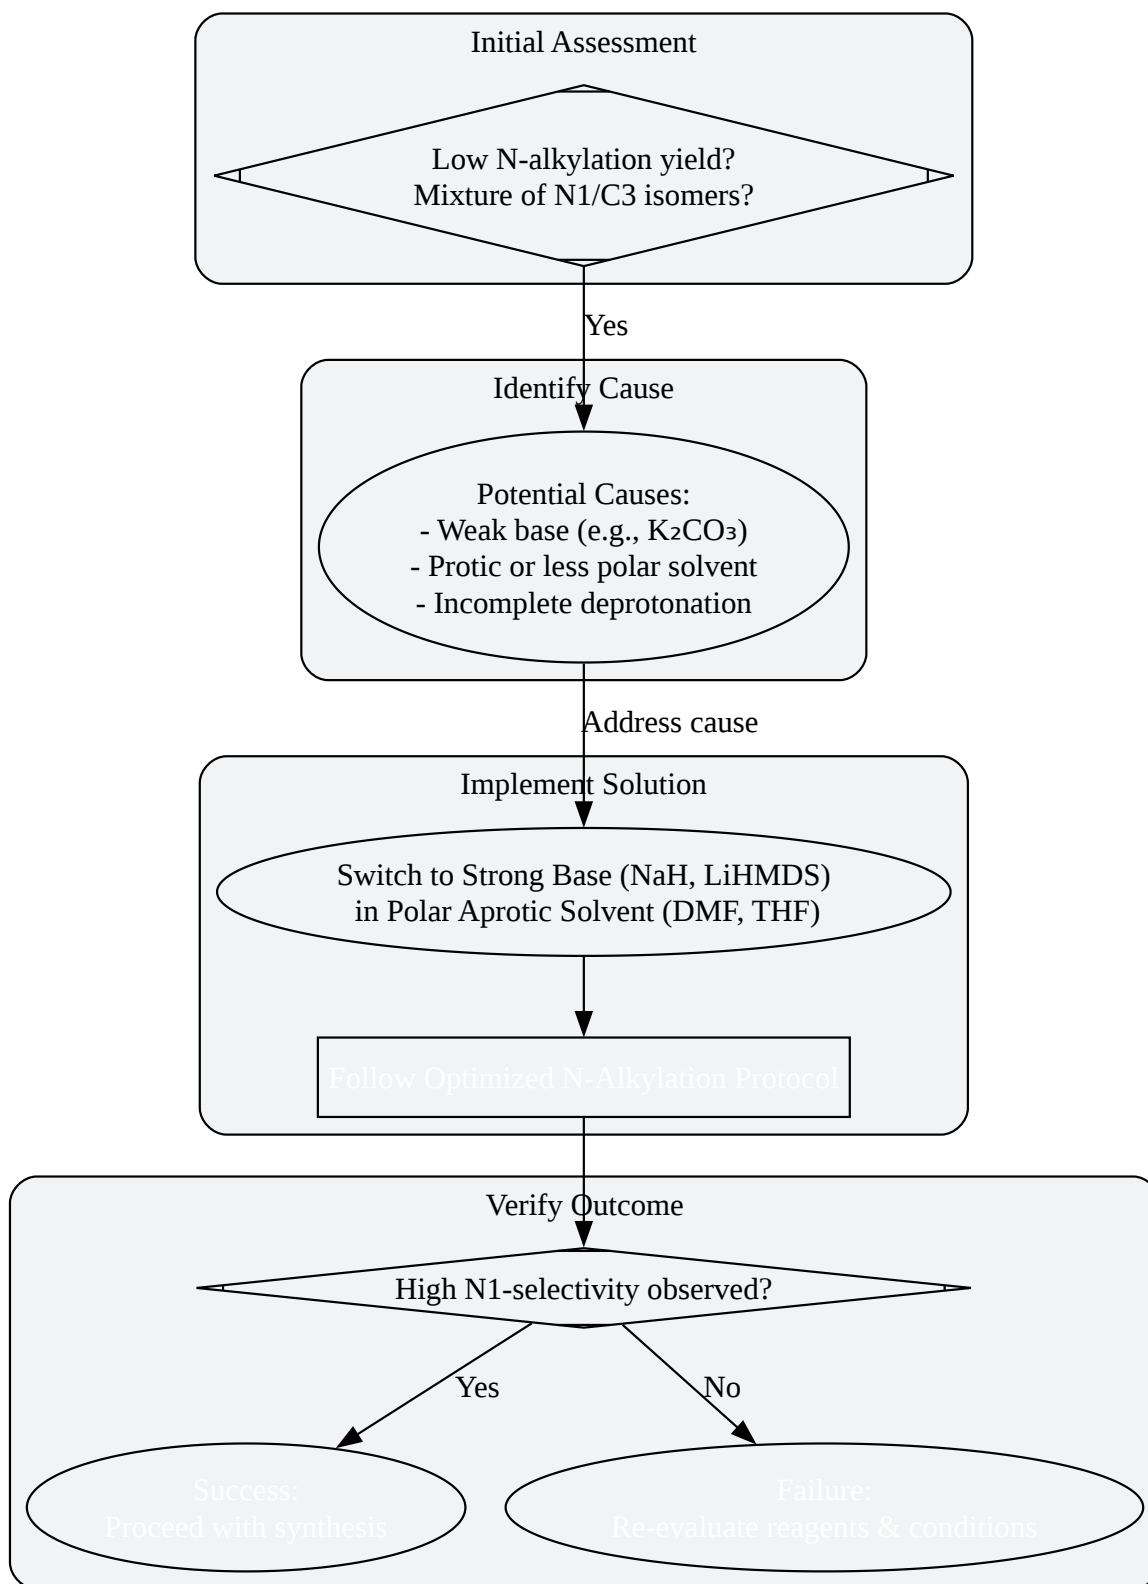 Initial Assessment
Low N-alkylation yield?
Mixture of N1/C3 isomers?
Yes
Identify Cause
Potential Causes:
- Weak base (e.g., K₂CO₃)
- Protic or less polar solvent
- Incomplete deprotonation
Address cause
Implement Solution
Switch to Strong Base (NaH, LiHMDS)
in Polar Aprotic Solvent (DMF, THF)
Follow Optimized N-Alkylation Protocol
Verify Outcome
High N1-selectivity observed?
Yes
No
Success:
Proceed with synthesis
Failure:
Re-evaluate reagents & conditions